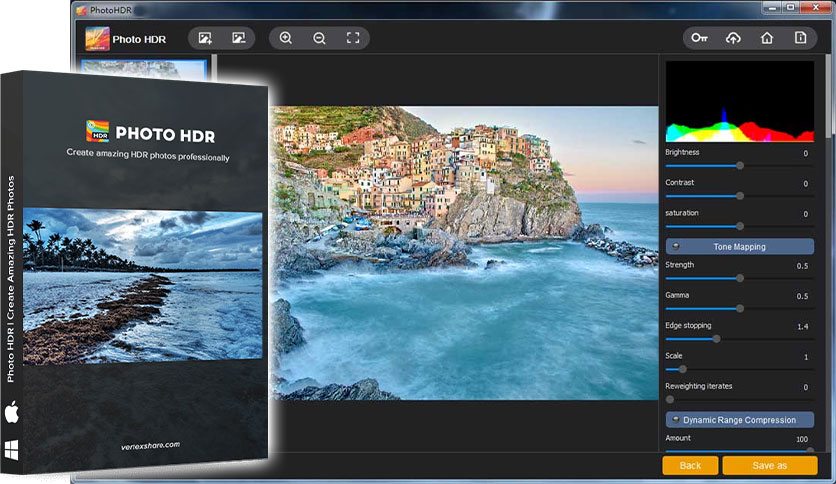 PhotoHDR
Photo HDR
HDR
PHOTO HDR
Create amazing HDR photos professionally
Photo HDR | Create Amazing HDR Photos
vertexshare.com
Brightness 0
Contrast 0
saturation 0
Tone Mapping
Strength 0.5
Gamma 0.5
Edge stopping 1.4
Scale 1
Reweighting iterates 0
Dynamic Range Compression
Amount 100
Back
Save as